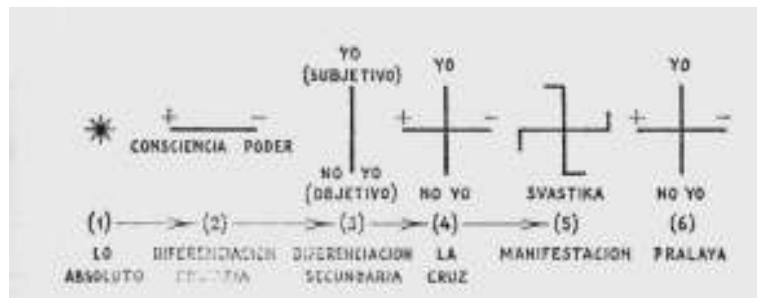 YO
(SUBJETIVO)
YO
YO
+ -
+ -
+ -
CONSCIENCIA PODER
NO YO
(OBJETIVO)
NO YO
SVASTIKA
NO YO
(1) (2) (3) (4) (5) (6)
LO
ABSOLUTO
DIFERENCIACION
DIFERENCIACION
SECUNDARIA
LA
CRUZ
MANIFESTACION
PRALAYA